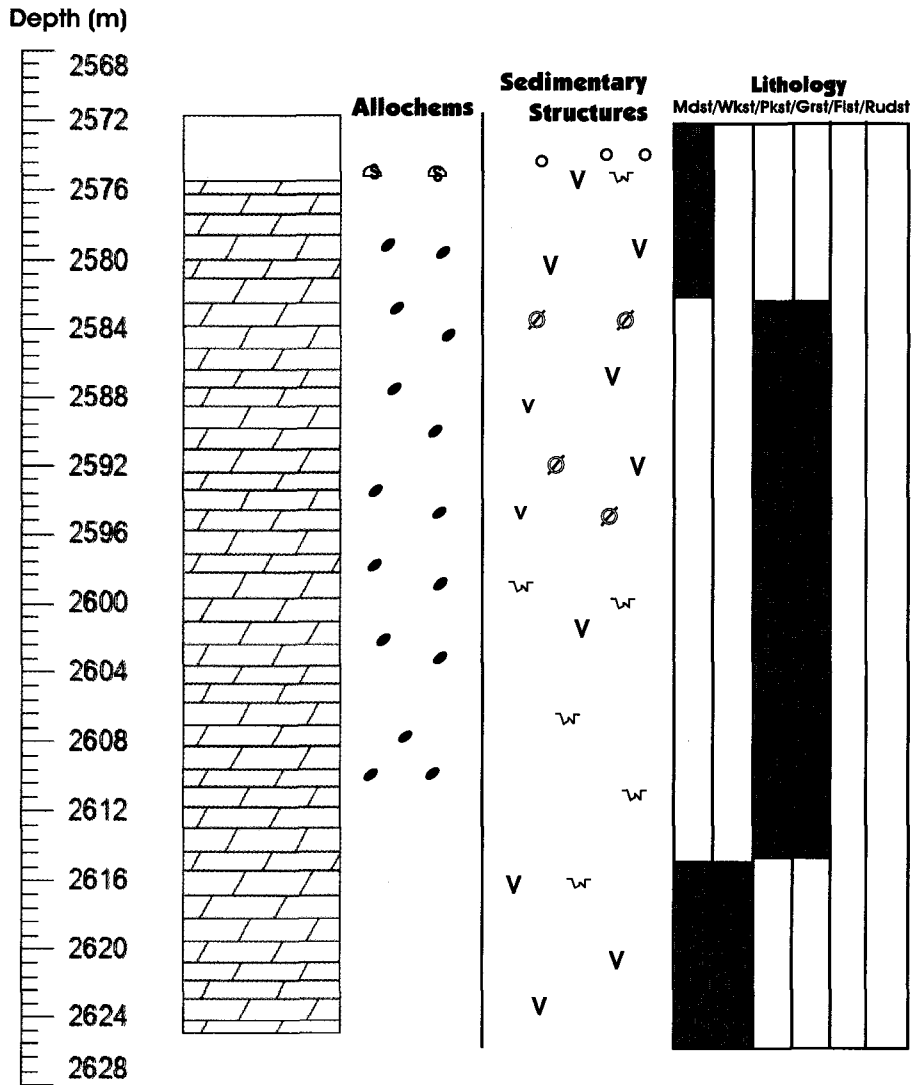 Depth (m)
2568
2572
2576
2580
2584
2588
2592
2596
2600
2604
2608
2612
2616
2620
2624
2628
Allochems
Sedimentary
Structures
Lithology
Mdst/Wkst/Pkst/Grst/Flst/Rudst